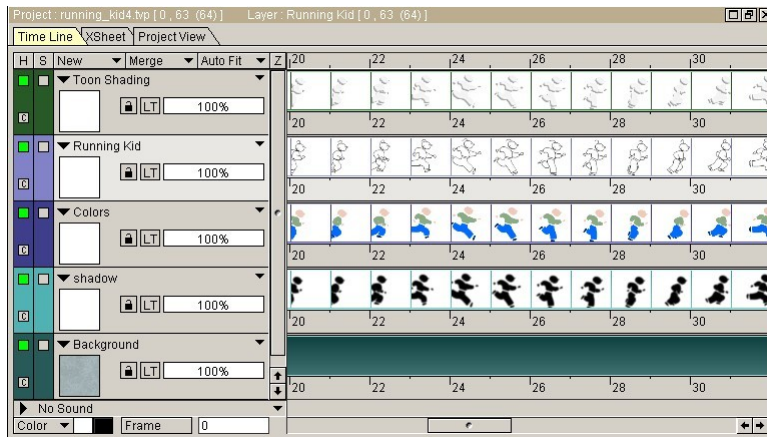 Project : running_kid4.tvp [ 0 , 63 (64) ] Layer : Running Kid [ 0 , 63 (64) ]
Time Line XSheet Project View
H S New Merge Auto Fit Z 20 22 24 26 28 30
Toon Shading
C LT 100%
20 22 24 26 28 30
Running Kid
C LT 100%
20 22 24 26 28 30
Colors
C LT 100%
20 22 24 26 28 30
shadow
C LT 100%
20 22 24 26 28 30
Background
C LT 100%
20 22 24 26 28 30
No Sound
Color Frame 0